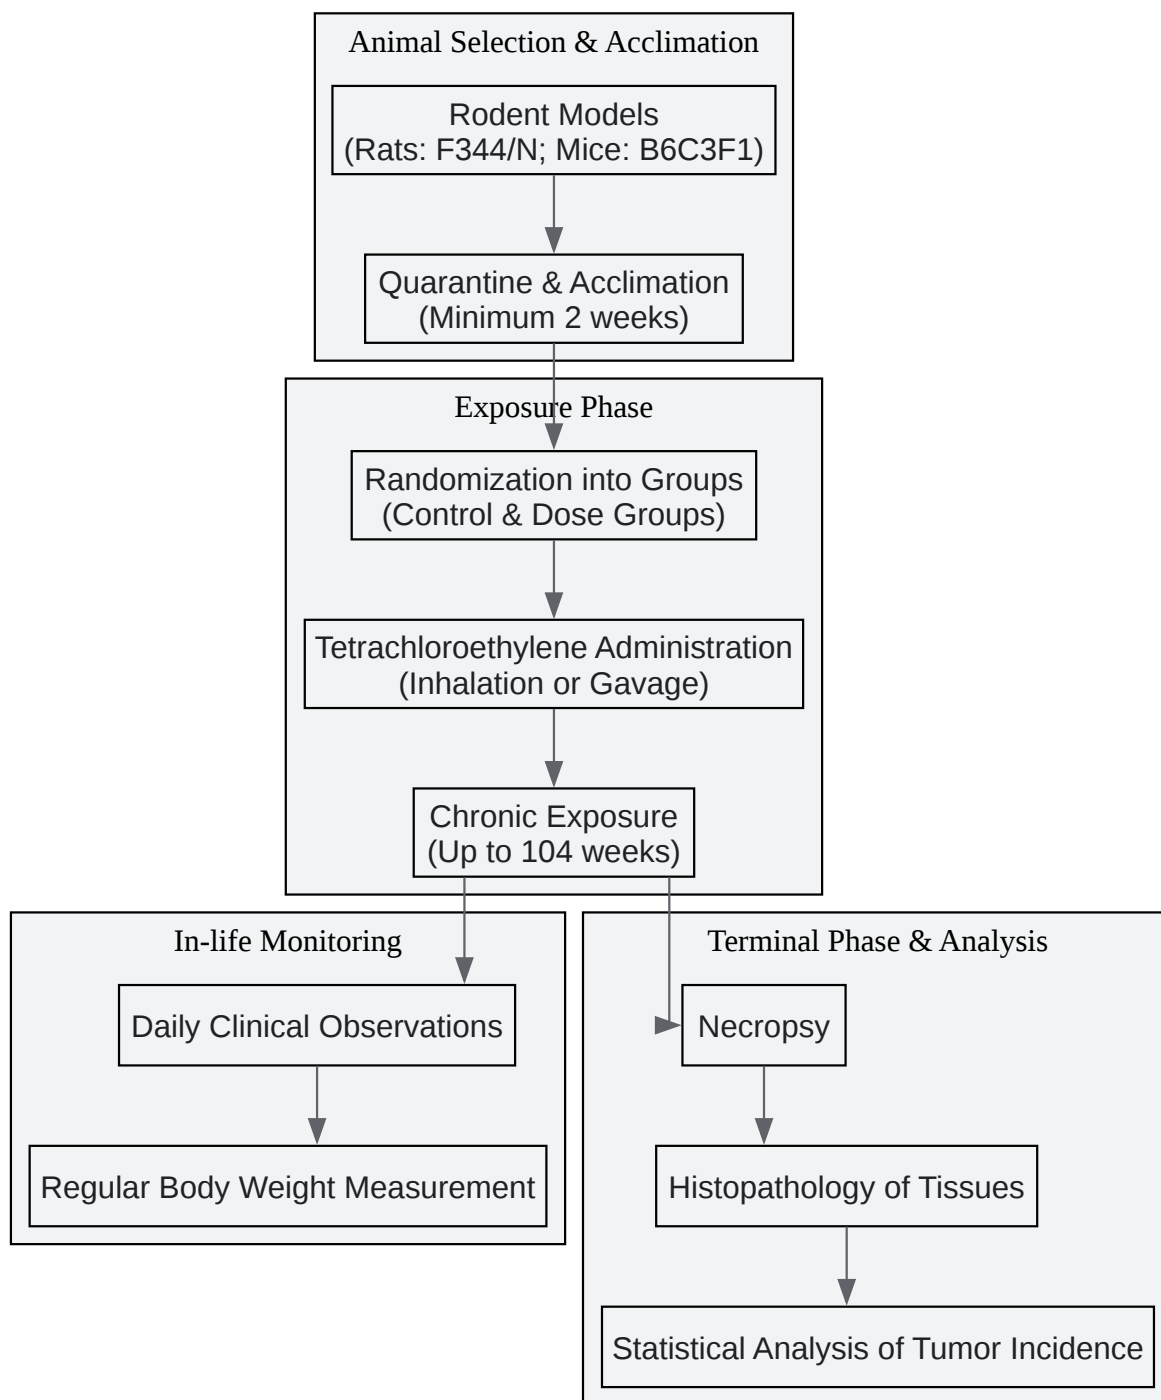 Animal Selection & Acclimation
Rodent Models
(Rats: F344/N; Mice: B6C3F1)
Quarantine & Acclimation
(Minimum 2 weeks)
Exposure Phase
Randomization into Groups
(Control & Dose Groups)
Tetrachloroethylene Administration
(Inhalation or Gavage)
Chronic Exposure
(Up to 104 weeks)
In-life Monitoring
Daily Clinical Observations
Regular Body Weight Measurement
Terminal Phase & Analysis
Necropsy
Histopathology of Tissues
Statistical Analysis of Tumor Incidence